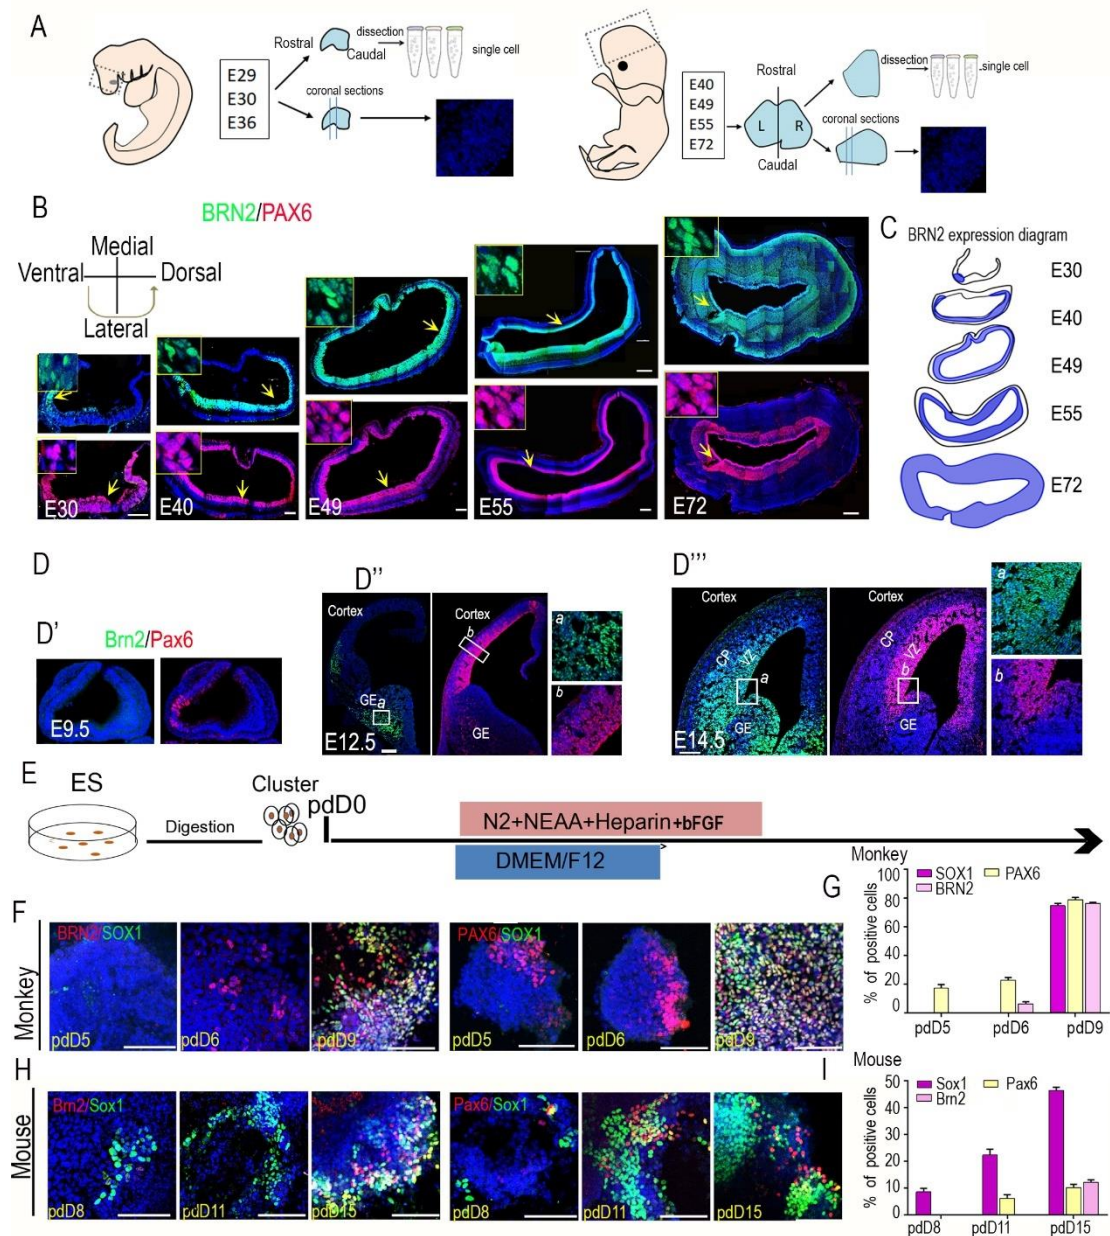 A
E29
E30
E36
Rostral
Caudal
dissection
single cell
coronal sections
E40
E49
E55
E72
Rostral
L
R
Caudal
dissection
single cell
coronal sections
B
BRN2/PAX6
Medial
Ventral
Dorsal
Lateral
E30
E40
E49
E55
E72
C
BRN2 expression diagram
E30
E40
E49
E55
E72
D
D'
Brn2/Pax6
E9.5
D''
Cortex
GE
a
E12.5
Cortex
b
GE
a
b
D'''
Cortex
CP
VZ
a
GE
E14.5
Cortex
CP
VZ
b
GE
a
b
E
ES
Digestion
Cluster
pdD0
N2+NEAA+Heparin+bFGF
DMEM/F12
F
Monkey
BRN2/SOX1
pdD5
pdD6
pdD9
PAX6/SOX1
pdD5
pdD6
pdD9
G
Monkey
SOX1
PAX6
BRN2
% of positive cells
100
80
60
40
20
0
pdD5
pdD6
pdD9
H
Mouse
Brn2/Sox1
pdD8
pdD11
pdD15
Pax6/Sox1
pdD8
pdD11
pdD15
I
Mouse
Sox1
Pax6
Brn2
% of positive cells
50
40
30
20
10
0
pdD8
pdD11
pdD15